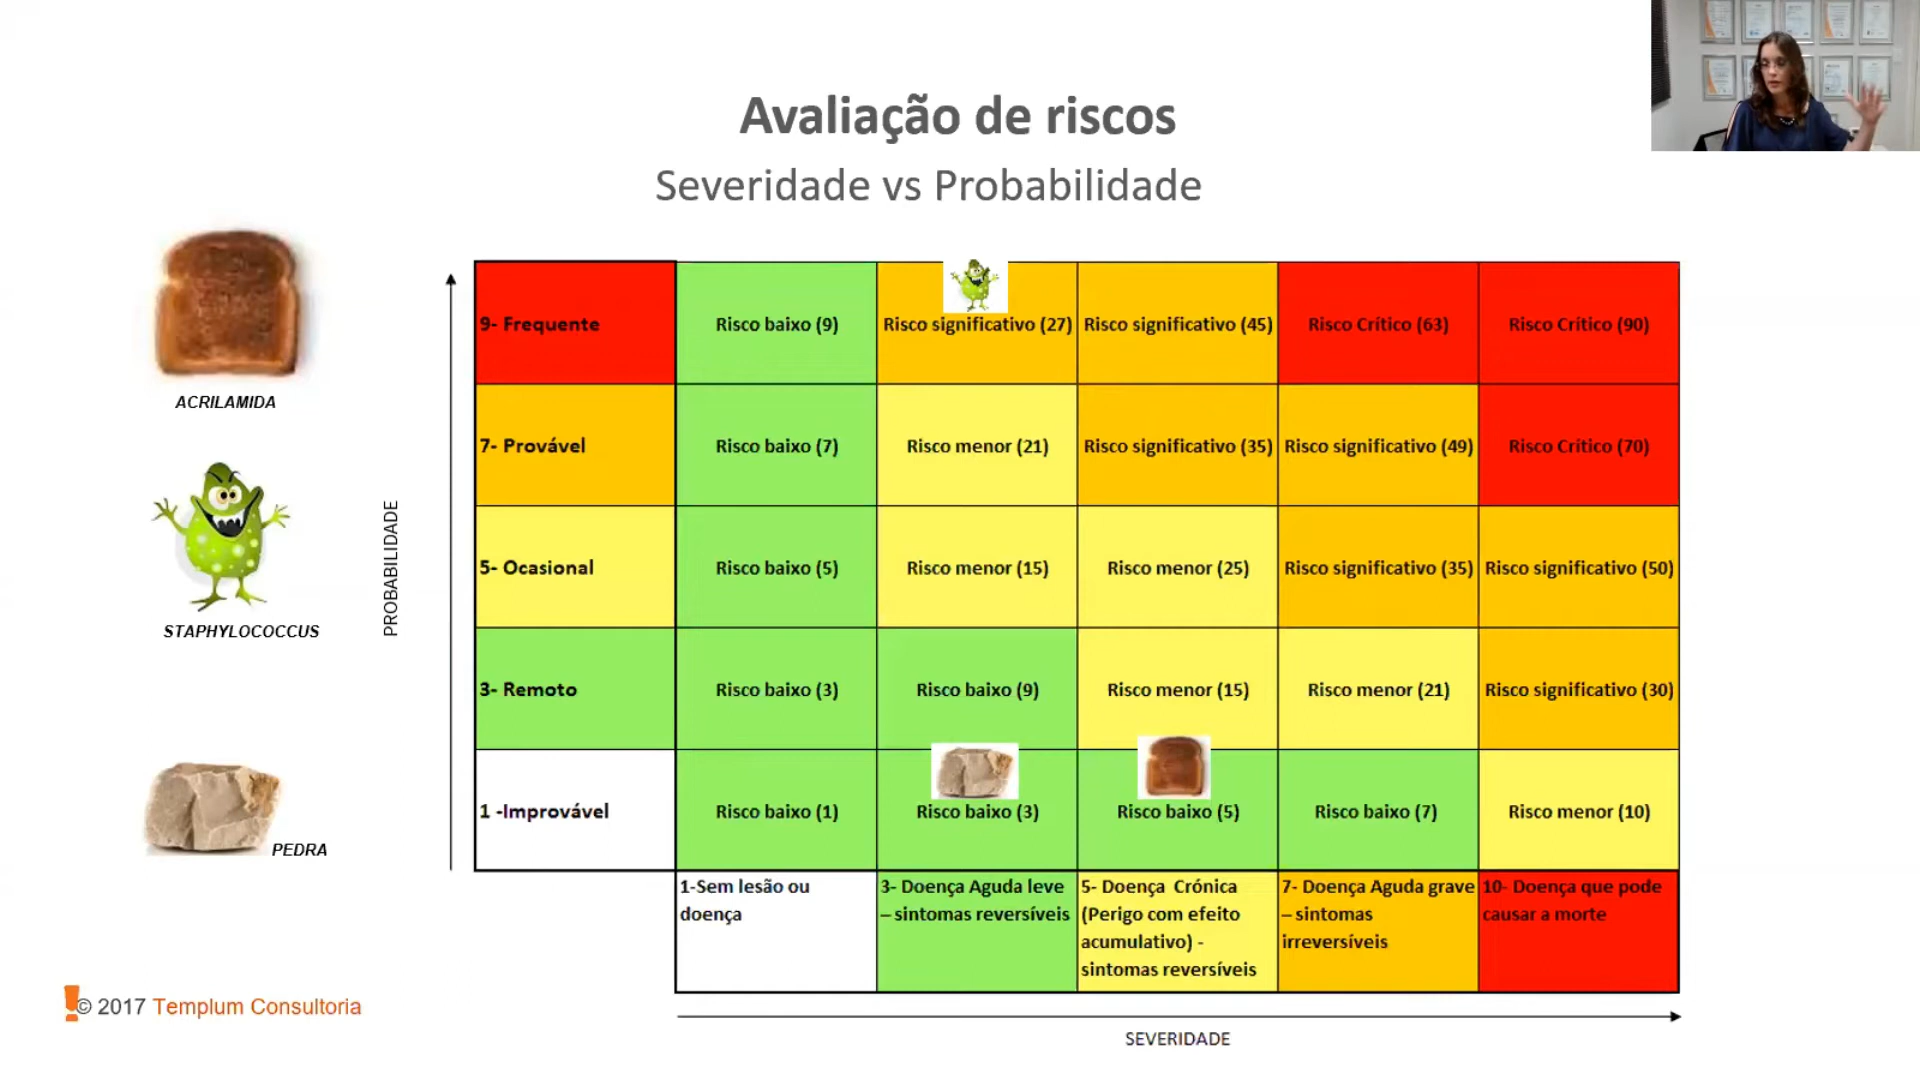 Avaliação de riscos
Severidade vs Probabilidade
ACRILAMIDA
STAPHYLOCOCCUS
PEDRA
PROBABILIDADE
9- Frequente
Risco baixo (9)
Risco significativo (27)
Risco significativo (45)
Risco Crítico (63)
Risco Crítico (90)
7- Provável
Risco baixo (7)
Risco menor (21)
Risco significativo (35)
Risco significativo (49)
Risco Crítico (70)
5- Ocasional
Risco baixo (5)
Risco menor (15)
Risco menor (25)
Risco significativo (35)
Risco significativo (50)
3- Remoto
Risco baixo (3)
Risco baixo (9)
Risco menor (15)
Risco menor (21)
Risco significativo (30)
1 -Improvável
Risco baixo (1)
Risco baixo (3)
Risco baixo (5)
Risco baixo (7)
Risco menor (10)
1-Sem lesão ou
doença
3- Doença Aguda leve
– sintomas reversíveis
5- Doença Crónica
(Perigo com efeito
acumulativo) -
sintomas reversíveis
7- Doença Aguda grave
– sintomas
irreversíveis
10- Doença que pode
causar a morte
SEVERIDADE
© 2017 Templum Consultoria